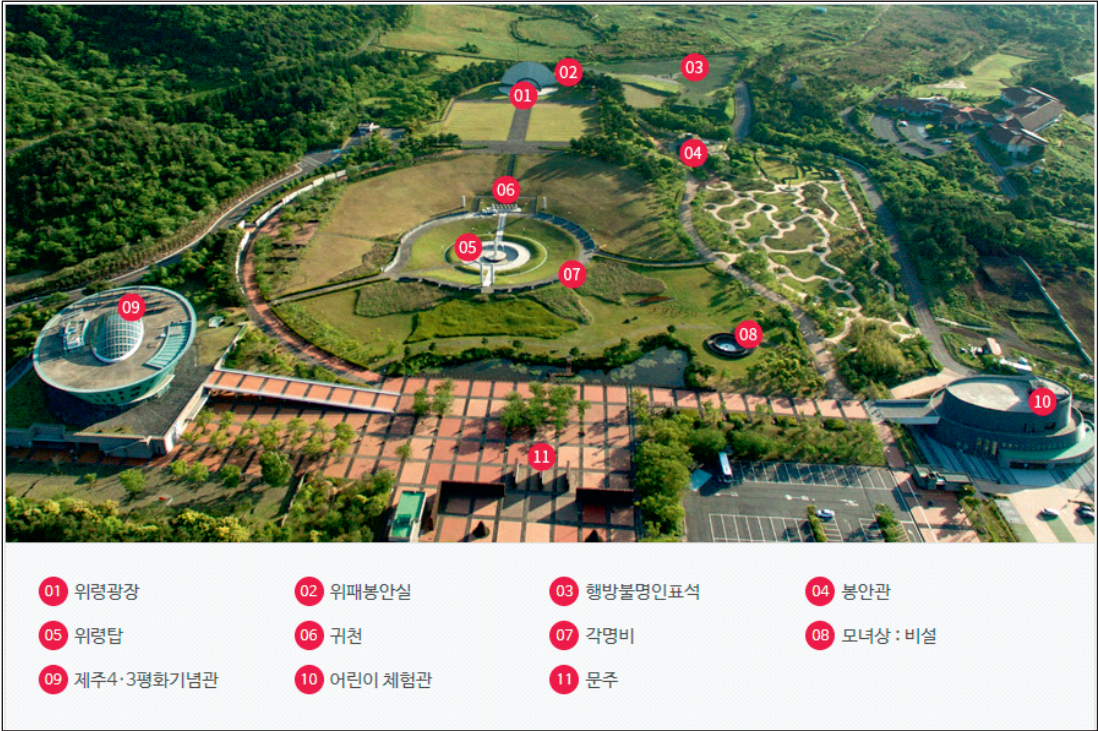 02
03
01
04
06
05
07
09
08
10
11
01 위령광장
02 위패봉안실
03 행방불명인표석
04 봉안관
05 위령탑
06 귀천
07 각명비
08 모녀상 : 비설
09 제주4·3평화기념관
10 어린이 체험관
11 문주